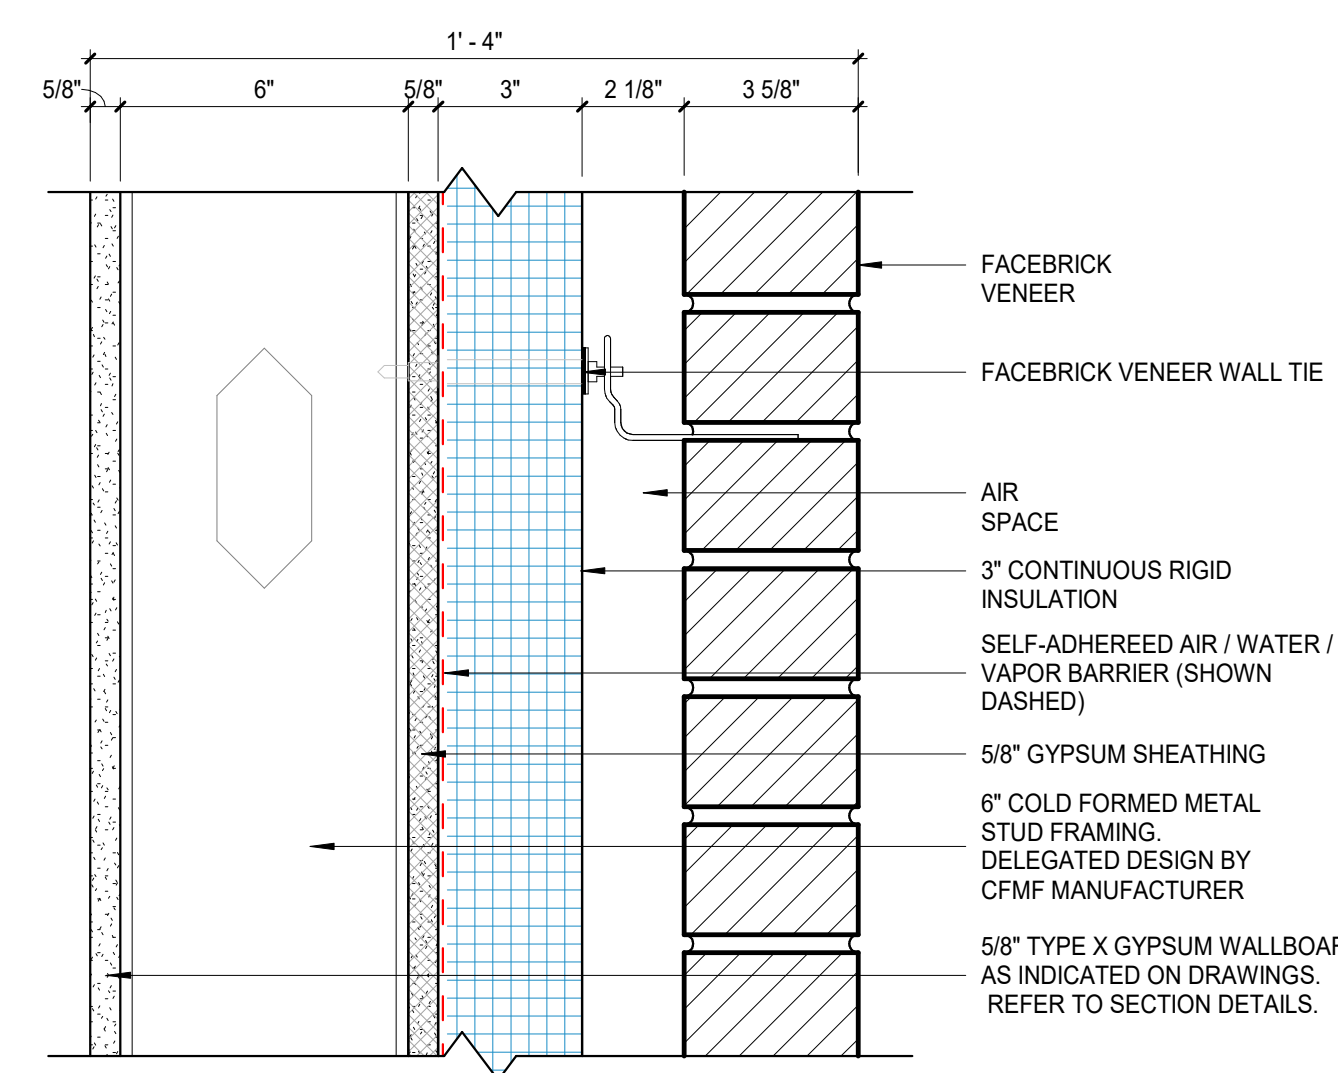 1' - 4"
5/8" 6" 5/8" 3" 2 1/8" 3 5/8"
FACEBRICK
VENEER
FACEBRICK VENEER WALL TIE
AIR
SPACE
3" CONTINUOUS RIGID
INSULATION
SELF-ADHEREED AIR / WATER /
VAPOR BARRIER (SHOWN
DASHED)
5/8" GYPSUM SHEATHING
6" COLD FORMED METAL
STUD FRAMING.
DELEGATED DESIGN BY
CFMF MANUFACTURER
5/8" TYPE X GYPSUM
AS INDICATED ON DRAWINGS.
REFER TO SECTION DETAILS.